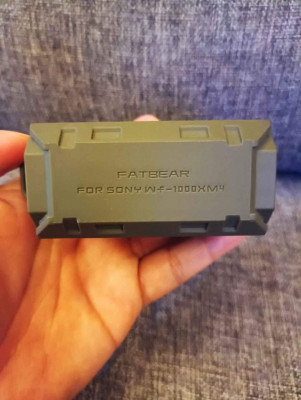 FATBEAR
FOR SONY WF-1000XM4